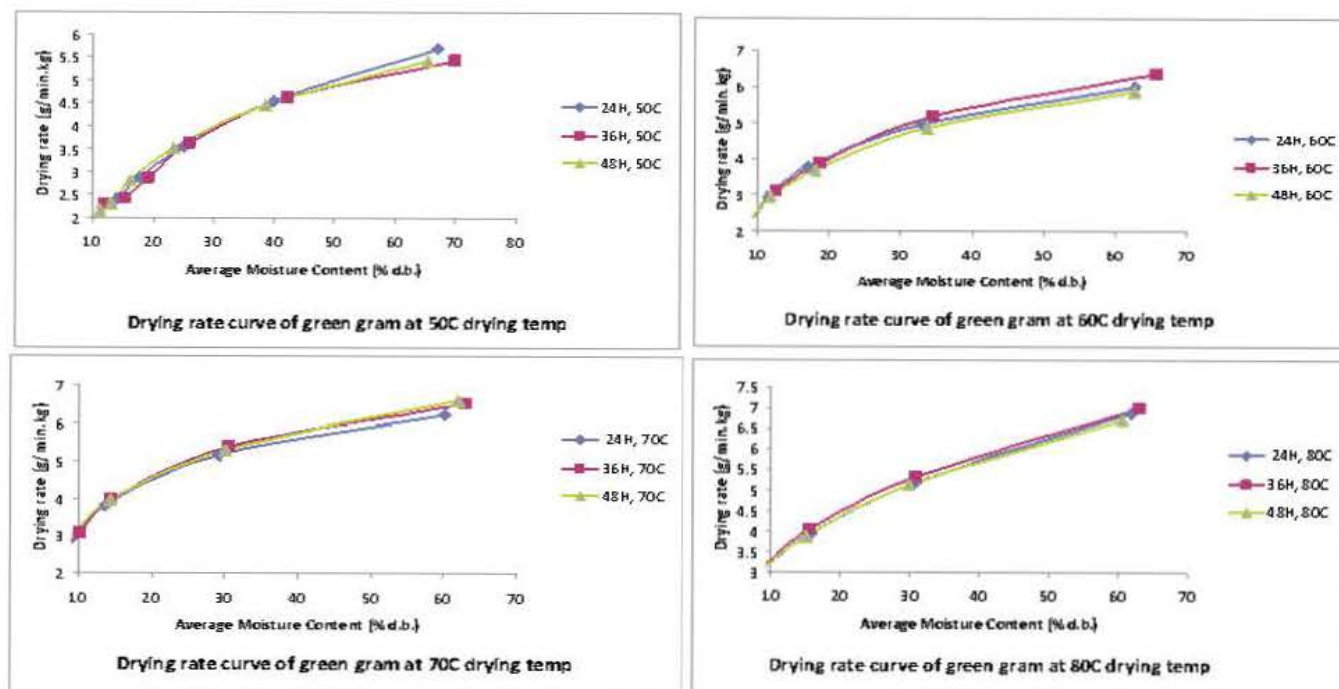 6
5.5
5
4.5
4
3.5
3
2.5
2
Drying rate (g/min.kg)
10 20 30 40 50 60 70 80
Average Moisture Content (% d.b.)
24H, 50C
36H, 50C
48H, 50C
Drying rate curve of green gram at 50C drying temp
7
6
5
4
3
2
Drying rate (g/min. kg)
10 20 30 40 50 60 70
Average Moisture Content (% d.b.)
24H, 60C
36H, 60C
48H, 60C
Drying rate curve of green gram at 60C drying temp
7
6
5
4
3
2
Drying rate (g/min.kg)
10 20 30 40 50 60 70
Average Moisture Content (% d.b.)
24H, 70C
36H, 70C
48H, 70C
Drying rate curve of green gram at 70C drying temp
7.5
7
6.5
6
5.5
5
4.5
4
3.5
3
Drying rate (g/min.kg)
10 20 30 40 50 60 70
Average Moisture Content (% d.b.)
24H, 80C
36H, 80C
48H, 80C
Drying rate curve of green gram at 80C drying temp